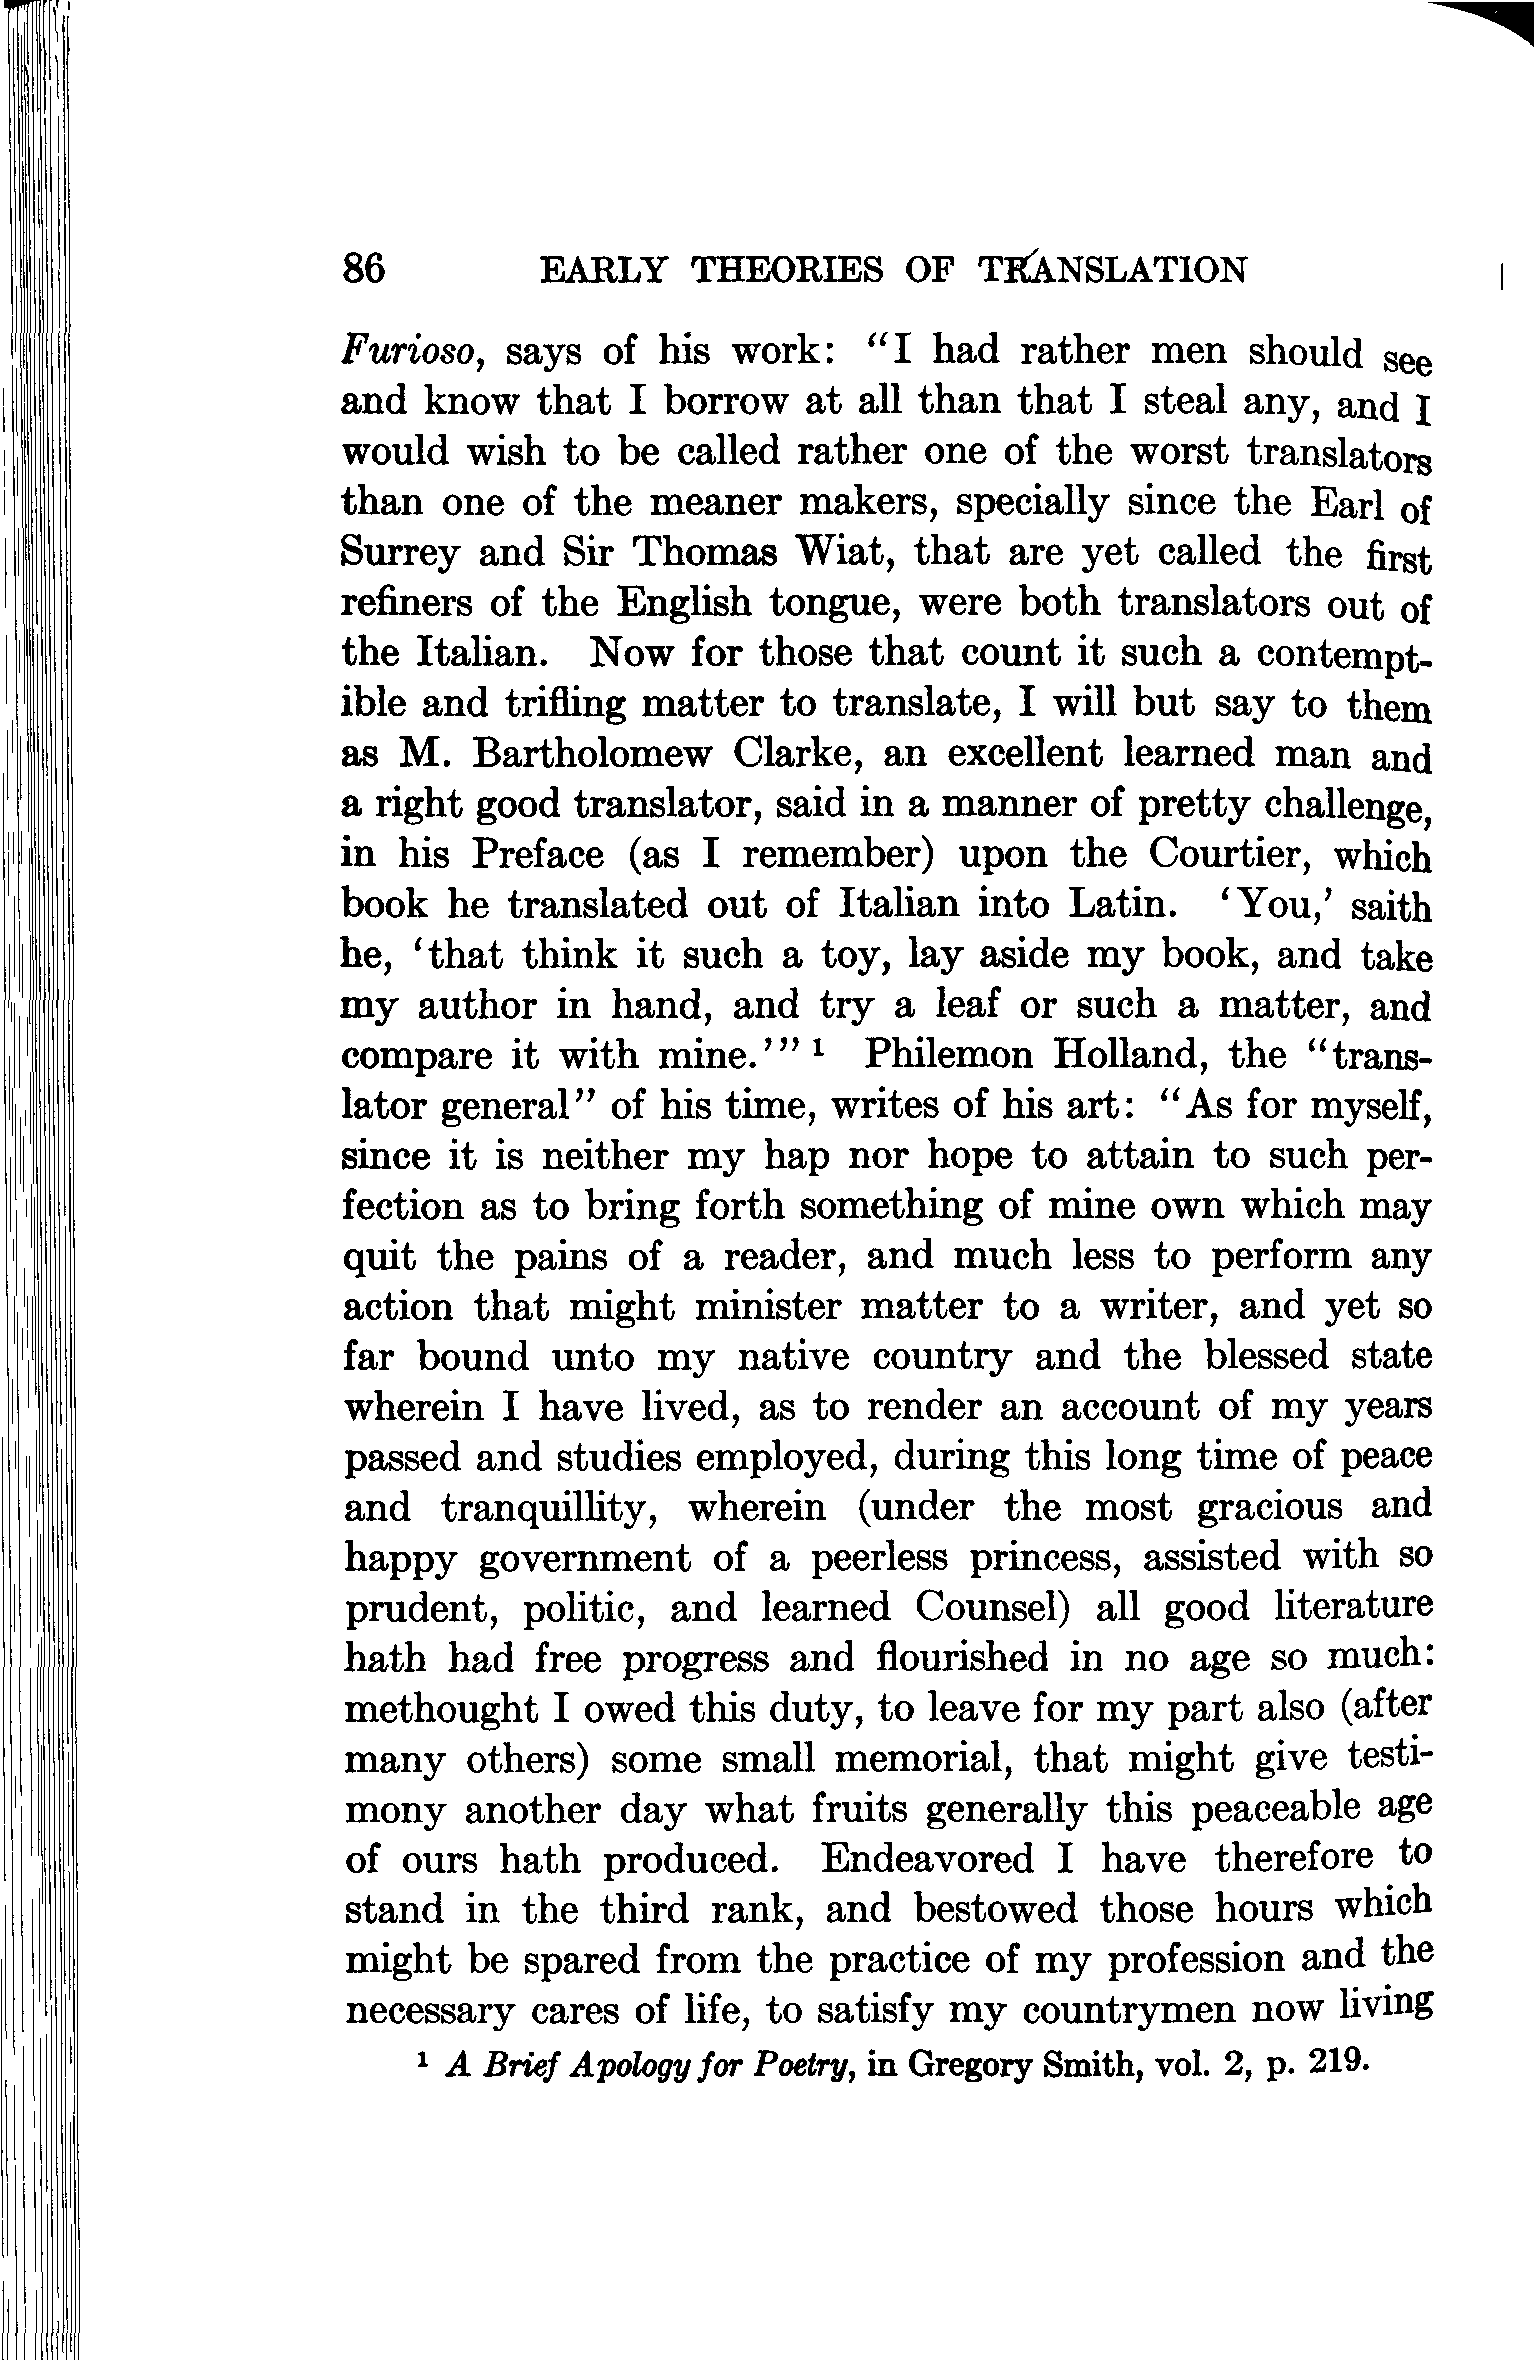 86 EARLY THEORIES OF TRANSLATION
Furioso, says of his work: "I had rather men should see
and know that I borrow at all than that I steal any, and I
would wish to be called rather one of the worst translators
than one of the meaner makers, specially since the Earl of
Surrey and Sir Thomas Wiat, that are yet called the first
refiners of the English tongue, were both translators out of
the Italian. Now for those that count it such a contempt-
ible and trifling matter to translate, I will but say to them
as M. Bartholomew Clarke, an excellent learned man and
a right good translator, said in a manner of pretty challenge,
in his Preface (as I remember) upon the Courtier, which
book he translated out of Italian into Latin. 'You,' saith
he, 'that think it such a toy, lay aside my book, and take
my author in hand, and try a leaf or such a matter, and
compare it with mine.'" ¹ Philemon Holland, the "trans-
lator general" of his time, writes of his art: "As for myself,
since it is neither my hap nor hope to attain to such per-
fection as to bring forth something of mine own which may
quit the pains of a reader, and much less to perform any
action that might minister matter to a writer, and yet so
far bound unto my native country and the blessed state
wherein I have lived, as to render an account of my years
passed and studies employed, during this long time of peace
and tranquillity, wherein (under the most gracious and
happy government of a peerless princess, assisted with so
prudent, politic, and learned Counsel) all good literature
hath had free progress and flourished in no age so much:
methought I owed this duty, to leave for my part also (after
many others) some small memorial, that might give testi-
mony another day what fruits generally this peaceable age
of ours hath produced. Endeavored I have therefore to
stand in the third rank, and bestowed those hours which
might be spared from the practice of my profession and the
necessary cares of life, to satisfy my countrymen now living
¹ A Brief Apology for Poetry, in Gregory Smith, vol. 2, p. 219.